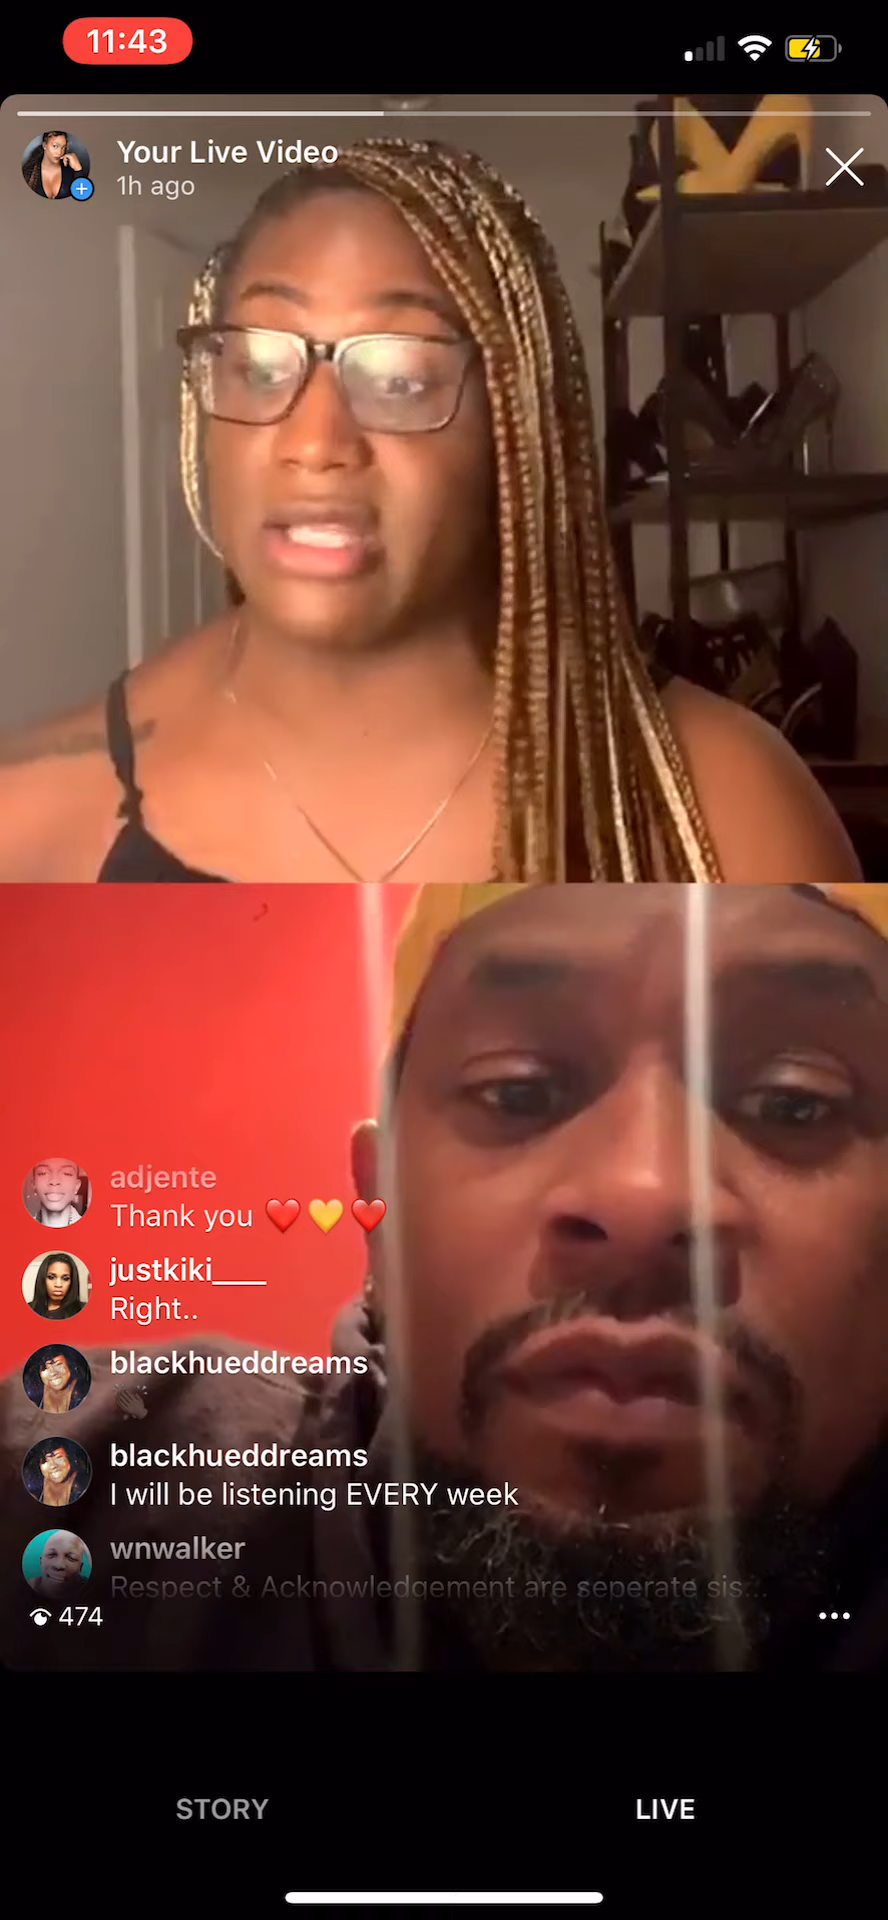 11:43
Your Live Video
1h ago
adjente
Thank you ❤️💛❤️
justkiki____
Right..
blackhueddreams
👏🏿
blackhueddreams
I will be listening EVERY week
wnwalker
Respect & Acknowledgement are seperate sis...
474
STORY
LIVE